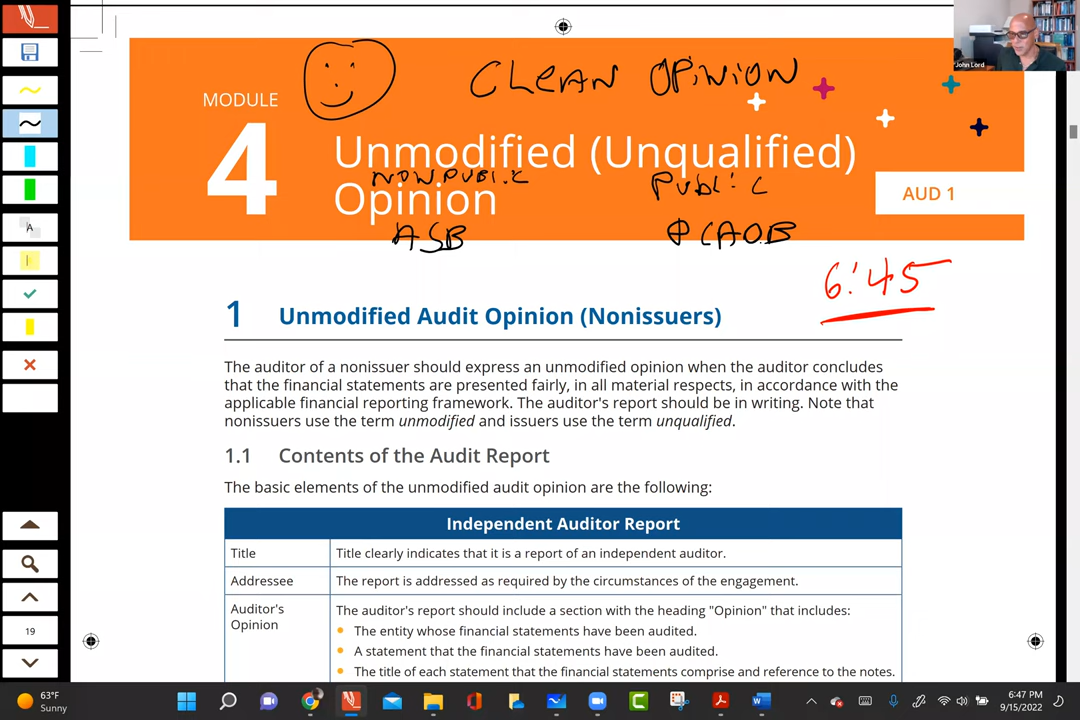 John Lord
CLEAN OPINION
MODULE
4
Unmodified (Unqualified)
NONPUBLIC
PUBLIC
Opinion
AUD 1
ASB
PCAOB
6:45
1 Unmodified Audit Opinion (Nonissuers)
The auditor of a nonissuer should express an unmodified opinion when the auditor concludes
that the financial statements are presented fairly, in all material respects, in accordance with the
applicable financial reporting framework. The auditor's report should be in writing. Note that
nonissuers use the term unmodified and issuers use the term unqualified.
1.1 Contents of the Audit Report
The basic elements of the unmodified audit opinion are the following:
Independent Auditor Report
Title Title clearly indicates that it is a report of an independent auditor.
Addressee The report is addressed as required by the circumstances of the engagement.
Auditor's
Opinion
The auditor's report should include a section with the heading "Opinion" that includes:
The entity whose financial statements have been audited.
A statement that the financial statements have been audited.
The title of each statement that the financial statements comprise and reference to the notes.
A
19
63°F
Sunny
6:47 PM
9/15/2022